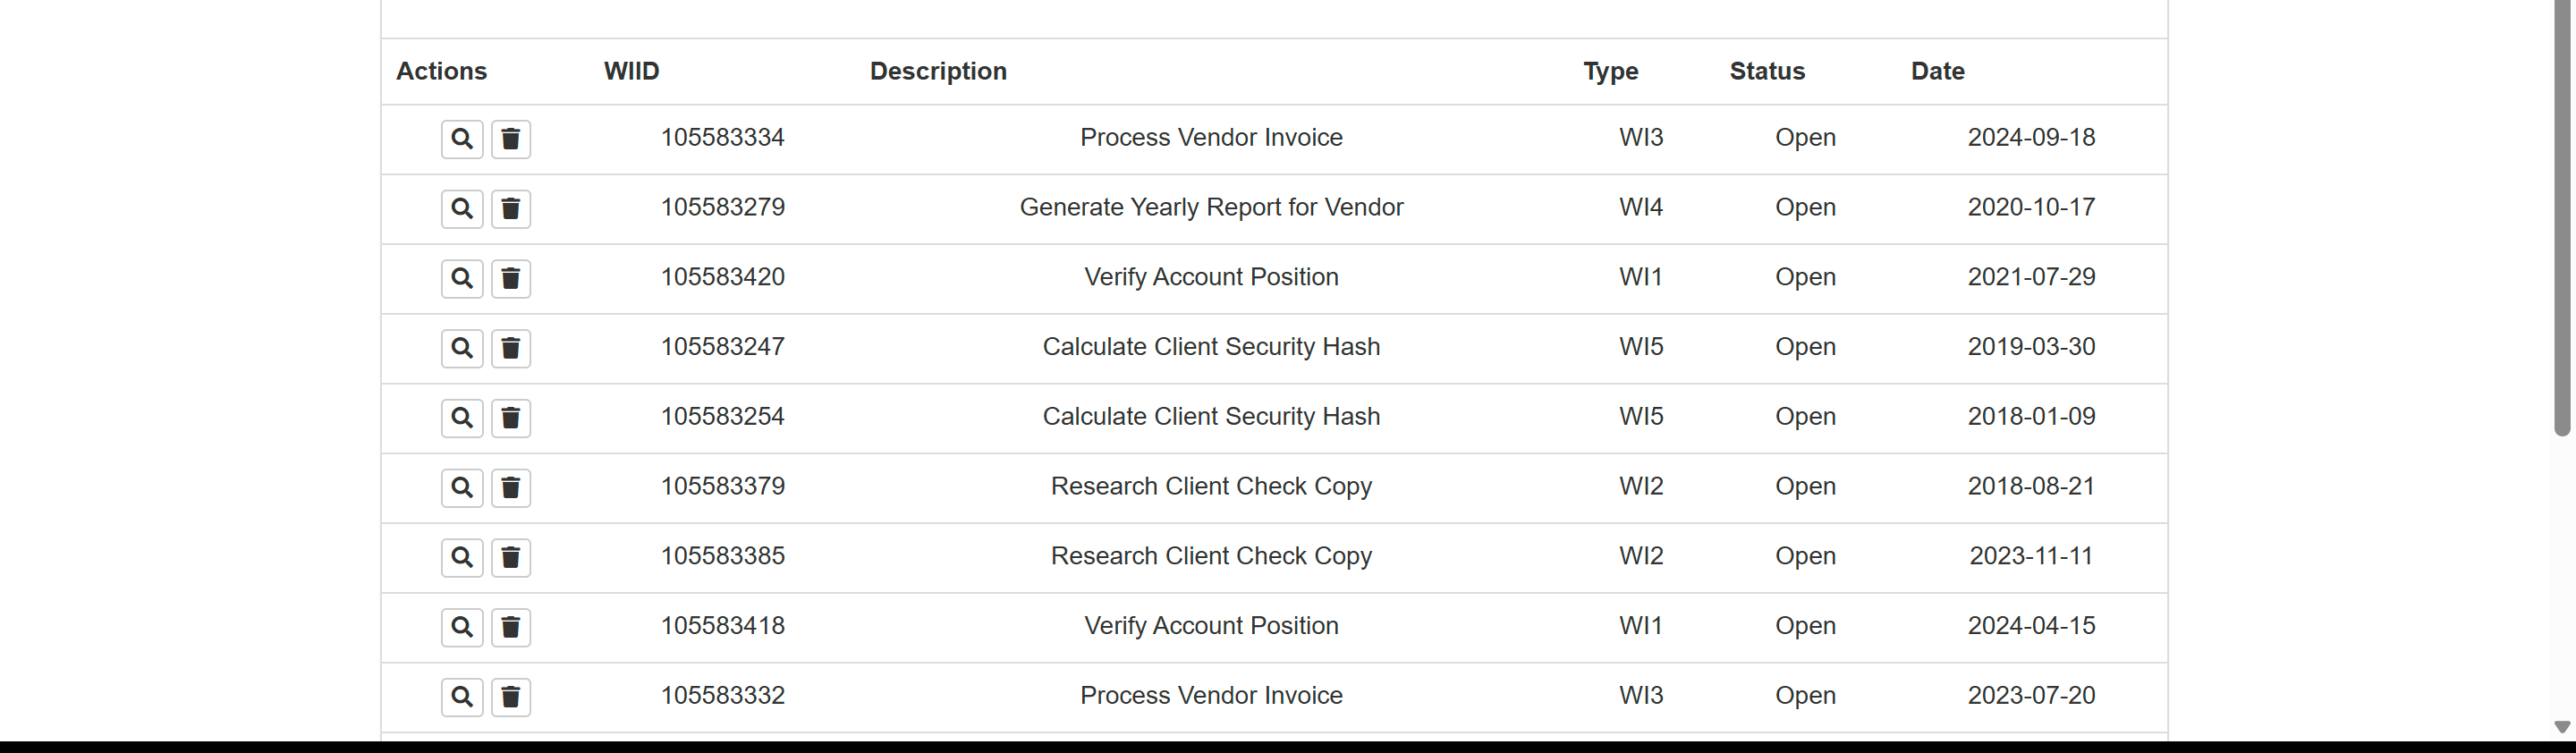 Actions WIID Description Type Status Date
105583334 Process Vendor Invoice WI3 Open 2024-09-18
105583279 Generate Yearly Report for Vendor WI4 Open 2020-10-17
105583420 Verify Account Position WI1 Open 2021-07-29
105583247 Calculate Client Security Hash WI5 Open 2019-03-30
105583254 Calculate Client Security Hash WI5 Open 2018-01-09
105583379 Research Client Check Copy WI2 Open 2018-08-21
105583385 Research Client Check Copy WI2 Open 2023-11-11
105583418 Verify Account Position WI1 Open 2024-04-15
105583332 Process Vendor Invoice WI3 Open 2023-07-20